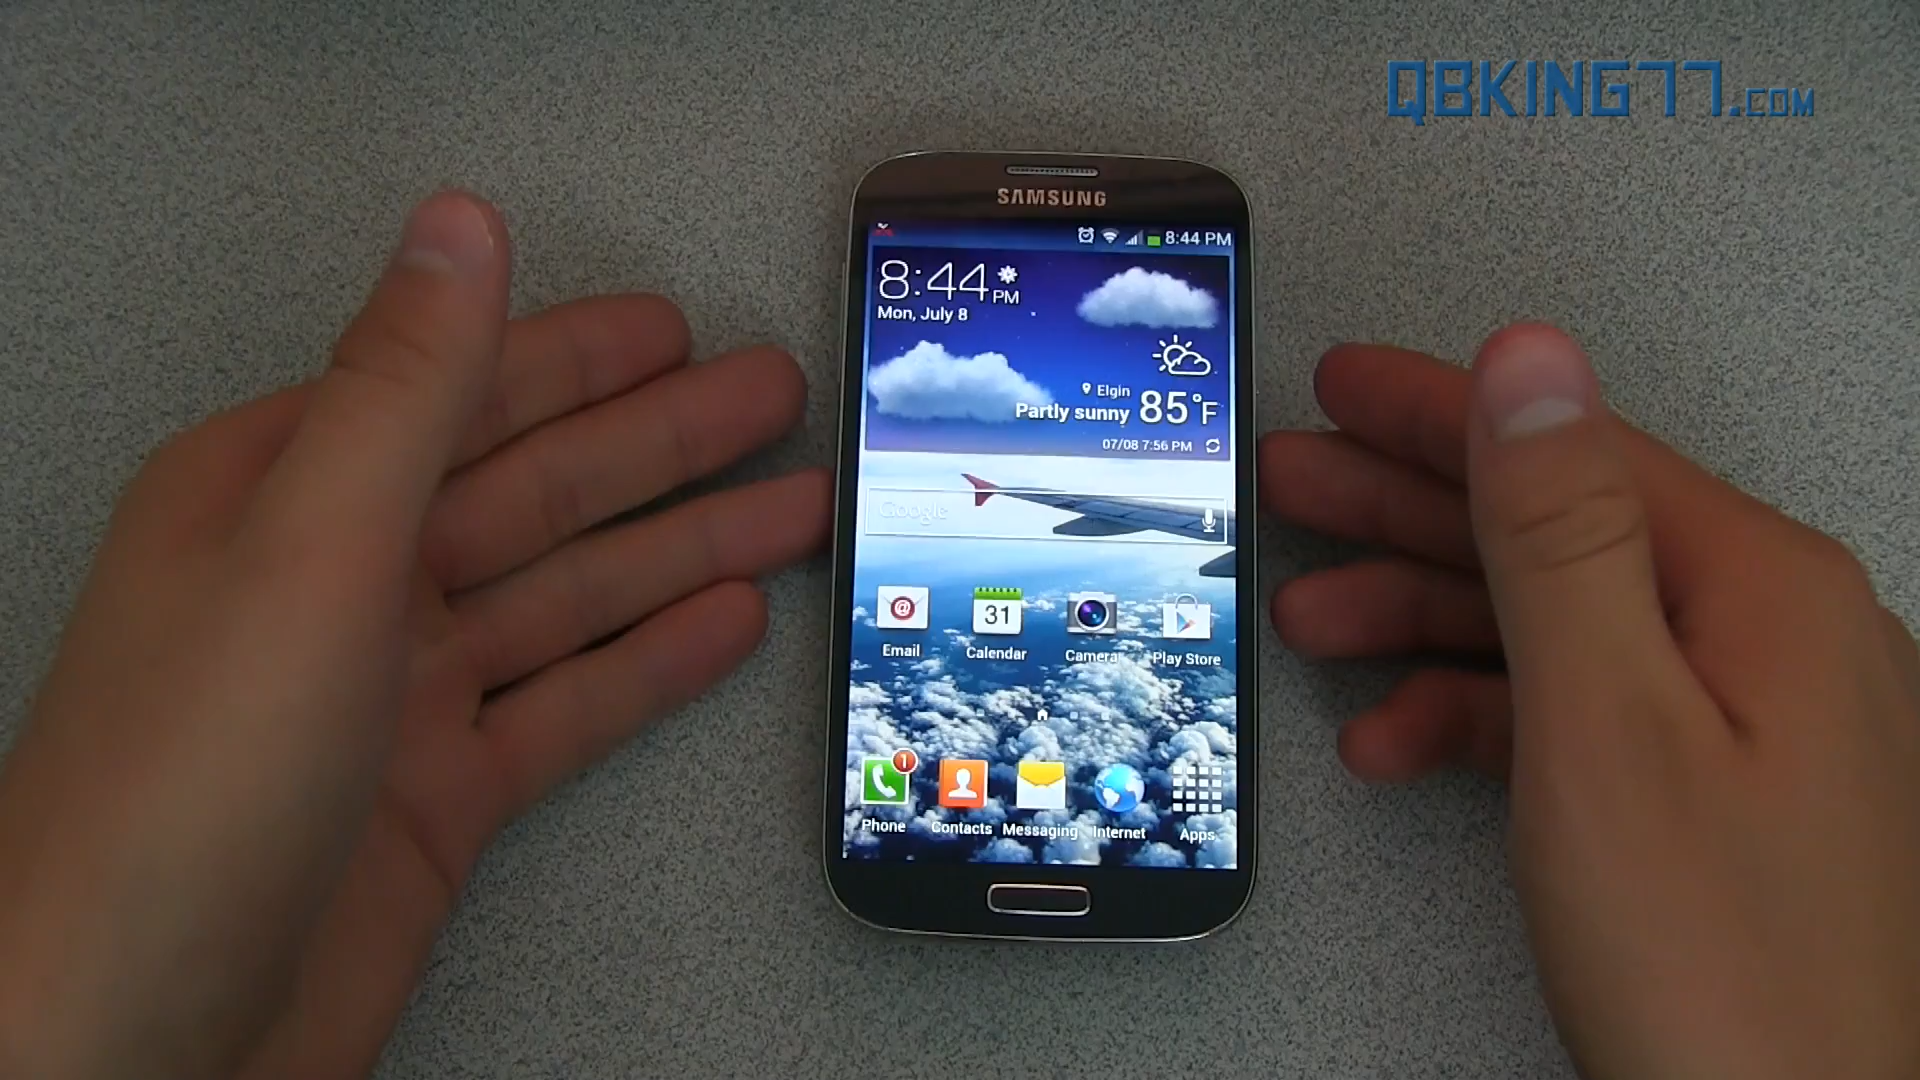 QBKING77.COM
SAMSUNG
8:44 PM
8:44 PM
Mon, July 8
Elgin
Partly sunny 85°F
07/08 7:56 PM
Google
@ 31
Email Calendar Camera Play Store
1
Phone Contacts Messaging Internet Apps